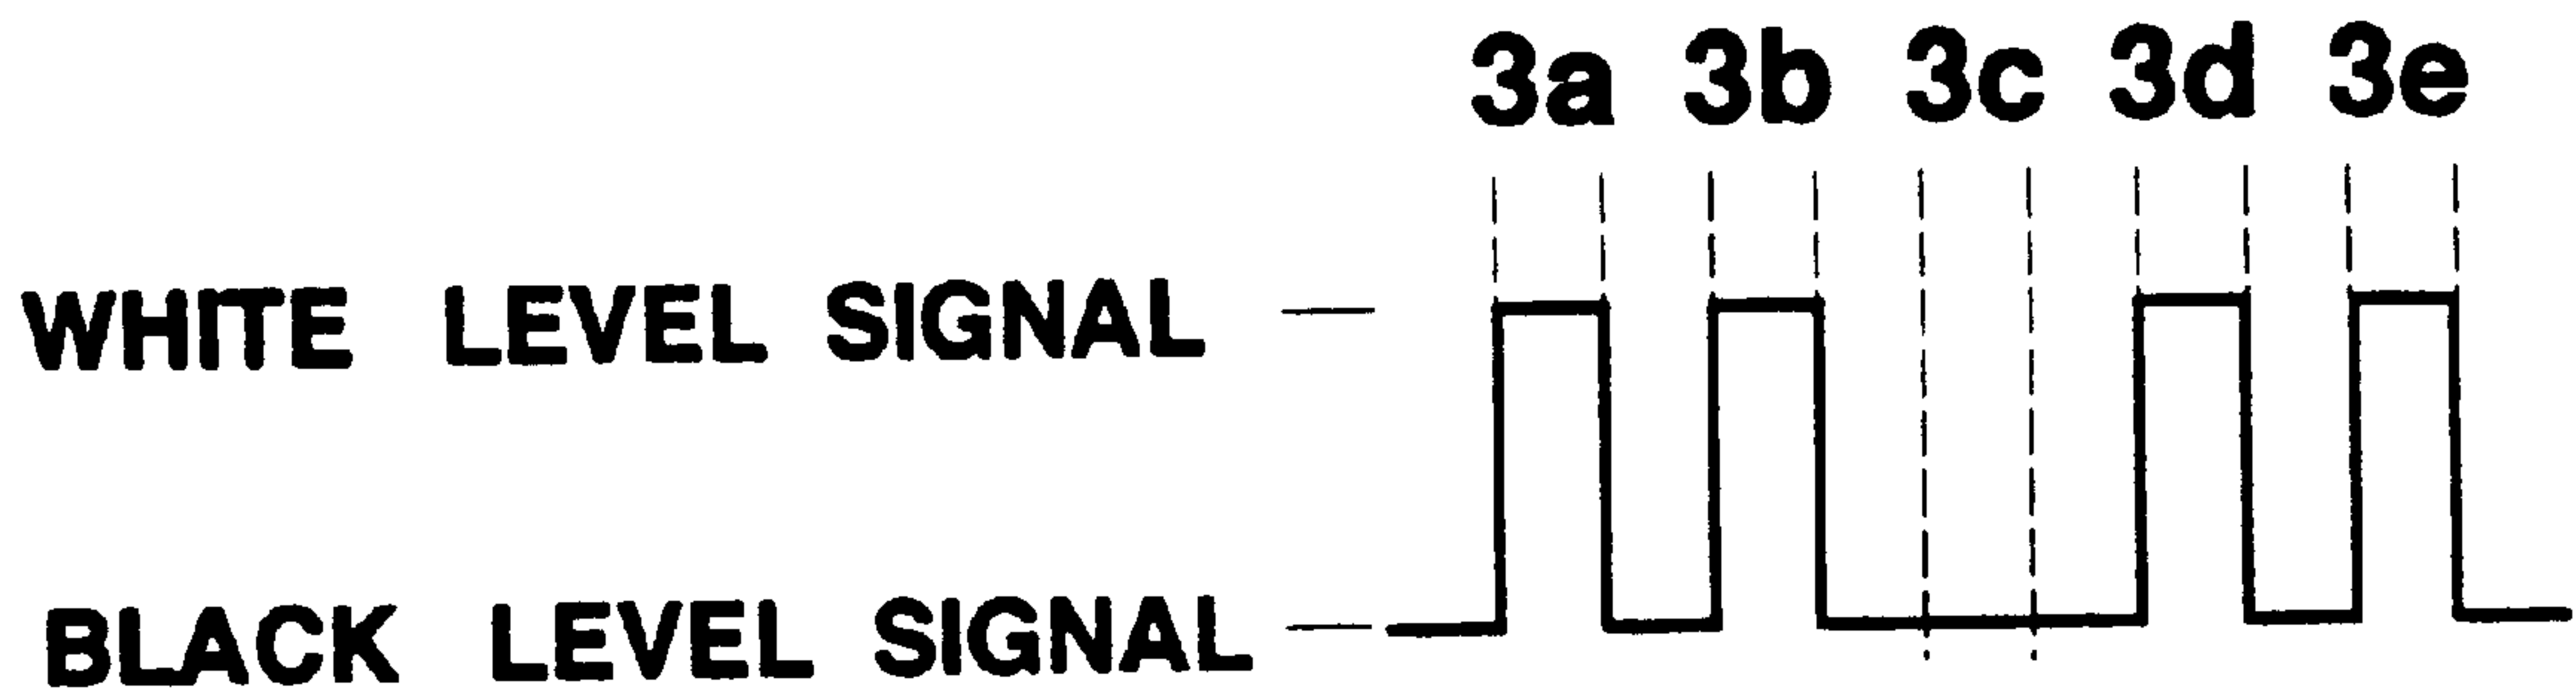 3a 3b 3c 3d 3e
WHITE LEVEL SIGNAL
BLACK LEVEL SIGNAL